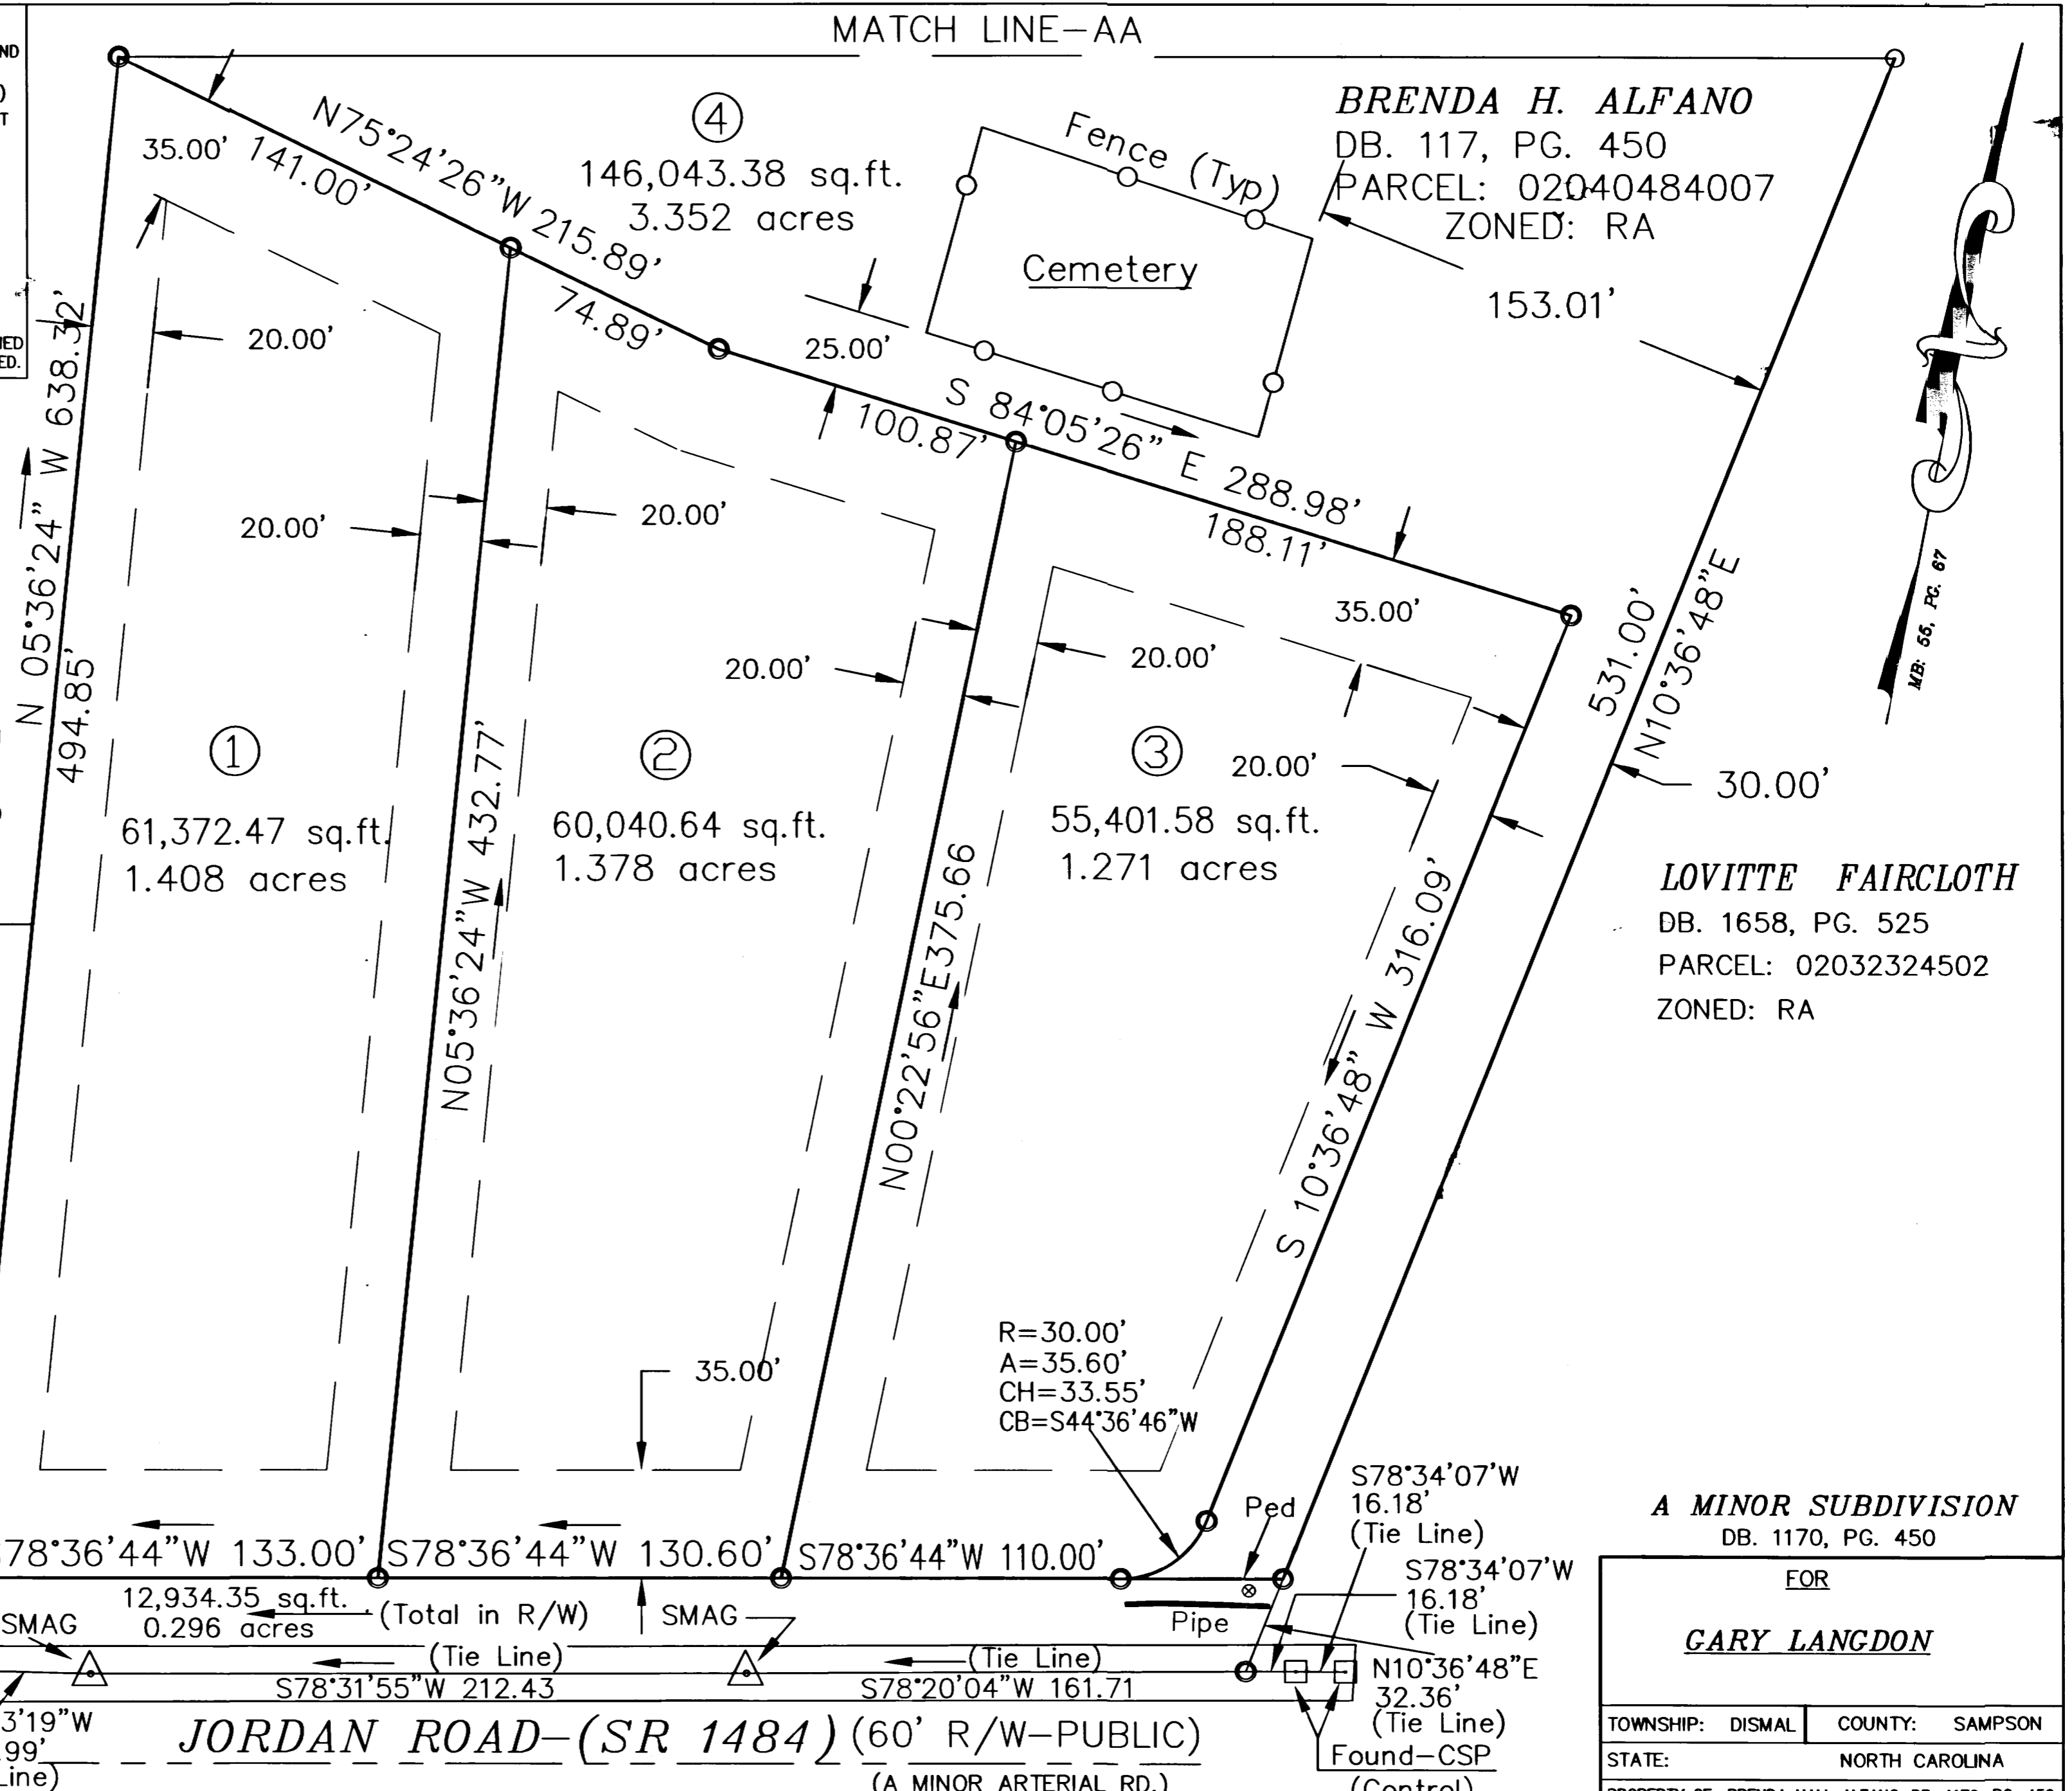 MATCH LINE-AA
ND
)
T
IED
ED.
BRENDA H. ALFANO
DB. 117, PG. 450
PARCEL: 02040484007
ZONED: RA
④
146,043.38 sq.ft.
3.352 acres
Fence (Typ)
Cemetery
N75°24'26"W 215.89'
35.00'
141.00'
74.89'
25.00'
153.01'
20.00'
S 84°05'26" E 288.98'
100.87'
188.11'
20.00'
20.00'
35.00'
20.00'
20.00'
20.00'
N 05°36'24" W 638.32'
494.85'
531.00'
N10°36'48"E
MB: 55, PG. 67
30.00'
①
61,372.47 sq.ft.
1.408 acres
N05°36'24"W 432.77'
②
60,040.64 sq.ft.
1.378 acres
N00°22'56"E375.66
③
55,401.58 sq.ft.
1.271 acres
S 10°36'48" W 316.09'
LOVITTE FAIRCLOTH
DB. 1658, PG. 525
PARCEL: 02032324502
ZONED: RA
35.00'
R=30.00'
A=35.60'
CH=33.55'
CB=S44°36'46"W
S78°34'07'W
16.18'
(Tie Line)
Ped
78°36'44"W 133.00'
S78°36'44"W 130.60'
S78°36'44"W 110.00'
S78°34'07'W
16.18'
(Tie Line)
12,934.35 sq.ft.
0.296 acres
(Total in R/W)
SMAG
SMAG
Pipe
(Tie Line)
S78°31'55"W 212.43
(Tie Line)
S78°20'04"W 161.71
N10°36'48"E
32.36'
(Tie Line)
3'19"W
99'
Line)
JORDAN ROAD-(SR 1484) (60' R/W-PUBLIC)
(A MINOR ARTERIAL RD.)
Found-CSP
(Control)
A MINOR SUBDIVISION
DB. 1170, PG. 450
FOR
GARY LANGDON
TOWNSHIP: DISMAL
COUNTY: SAMPSON
STATE: NORTH CAROLINA